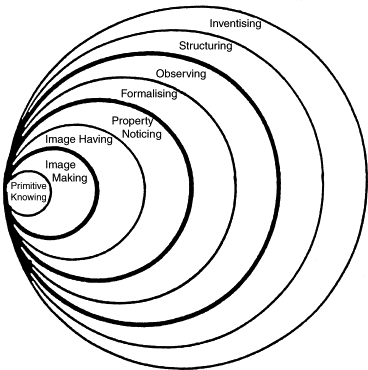 Inventising
Structuring
Observing
Formalising
Property
Noticing
Image Having
Image
Making
Primitive
Knowing